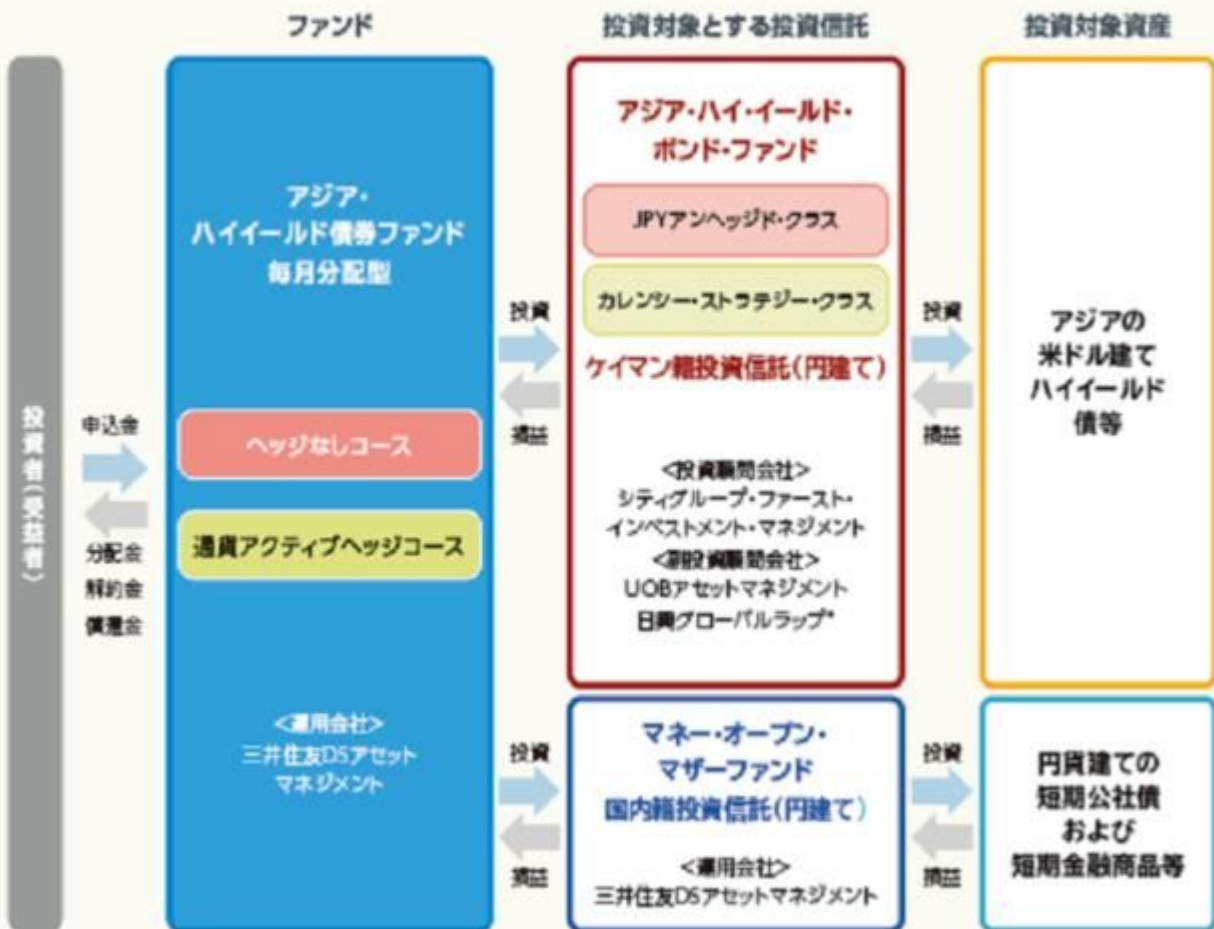 ファンド
投資対象とする投資信託
投資対象資産
投資者(受益者)
申込金
分配金
解約金
償還金
アジア・
ハイイールド債券ファンド
毎月分配型
ヘッジなしコース
通貨アクティブヘッジコース
<運用会社>
三井住友DSアセット
マネジメント
投資
損益
アジア・ハイ・イールド・
ボンド・ファンド
JPYアンヘッジド・クラス
カレンシー・ストラテジー・クラス
ケイマン籍投資信託(円建て)
<投資顧問会社>
シティグループ・ファースト・
インベストメント・マネジメント
<副投資顧問会社>
UOBアセットマネジメント
日興グローバルラップ*
投資
損益
アジアの
米ドル建て
ハイイールド
債等
投資
損益
マネー・オープン・
マザーファンド
国内籍投資信託(円建て)
<運用会社>
三井住友DSアセットマネジメント
投資
損益
円貨建ての
短期公社債
および
短期金融商品等